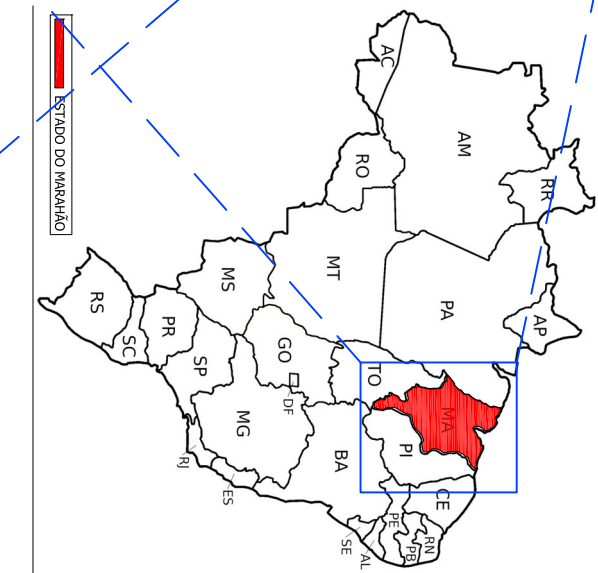 ESTADO DO MARAHÃO
AC
AM
RR
RO
MT
PA
AP
MS
RS
SC
PR
SP
GO
DF
TO
MA
MG
BA
PI
CE
RJ
ES
PE
RN
PB
SE
AL